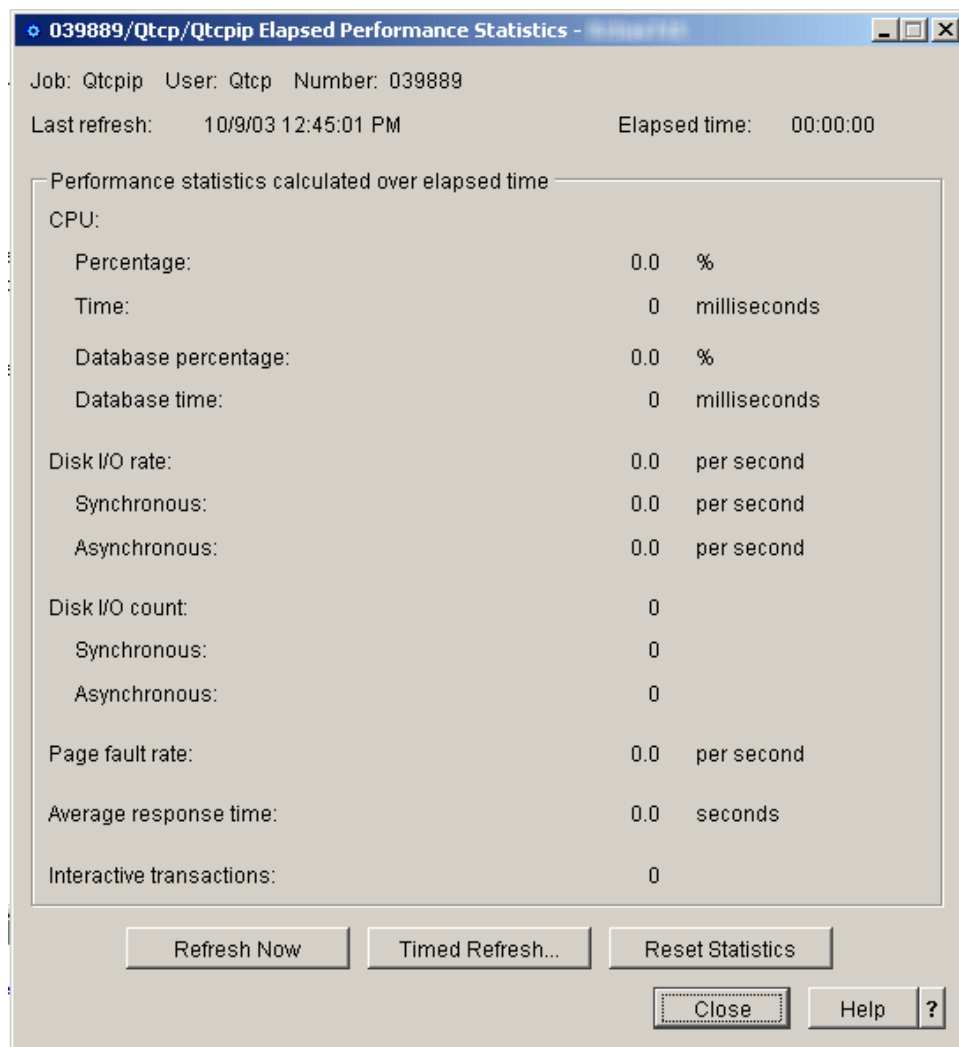 039889/Qtcp/Qtcpip Elapsed Performance Statistics -
Job: Qtcpip User: Qtcp Number: 039889
Last refresh: 10/9/03 12:45:01 PM Elapsed time: 00:00:00
Performance statistics calculated over elapsed time
CPU:
Percentage: 0.0 %
Time: 0 milliseconds
Database percentage: 0.0 %
Database time: 0 milliseconds
Disk I/O rate: 0.0 per second
Synchronous: 0.0 per second
Asynchronous: 0.0 per second
Disk I/O count: 0
Synchronous: 0
Asynchronous: 0
Page fault rate: 0.0 per second
Average response time: 0.0 seconds
Interactive transactions: 0
Refresh Now Timed Refresh... Reset Statistics
Close Help ?